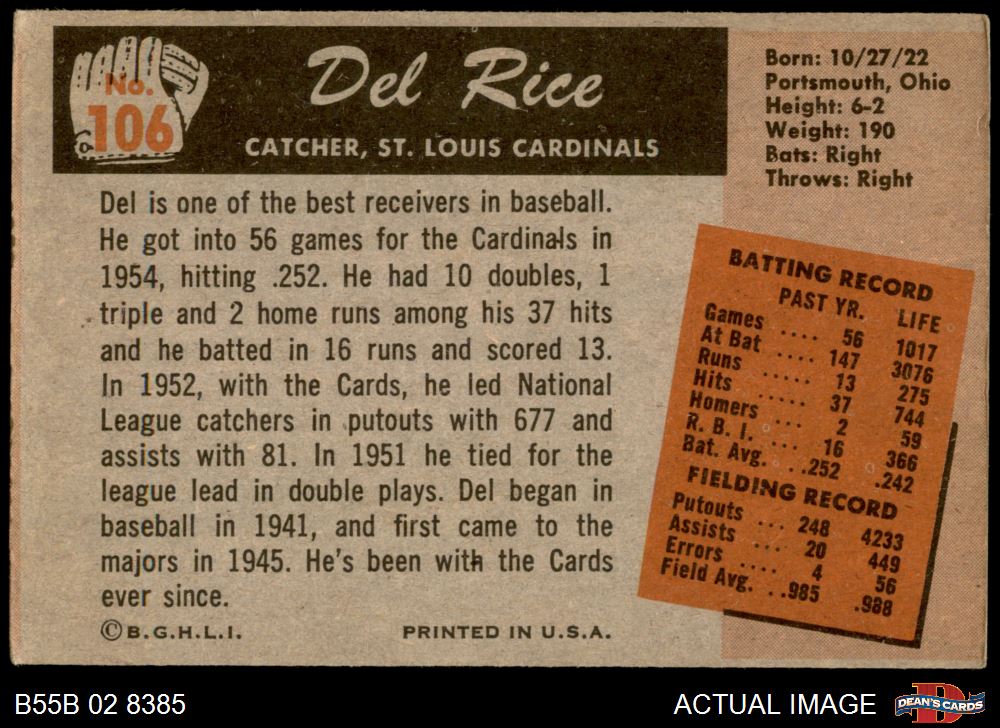 No.
106
Del Rice
CATCHER, ST. LOUIS CARDINALS
Born: 10/27/22
Portsmouth, Ohio
Height: 6-2
Weight: 190
Bats: Right
Throws: Right
Del is one of the best receivers in baseball.
He got into 56 games for the Cardinals in
1954, hitting .252. He had 10 doubles, 1
triple and 2 home runs among his 37 hits
and he batted in 16 runs and scored 13.
In 1952, with the Cards, he led National
League catchers in putouts with 677 and
assists with 81. In 1951 he tied for the
league lead in double plays. Del began in
baseball in 1941, and first came to the
majors in 1945. He's been with the Cards
ever since.
©B.G.H.L.I. PRINTED IN U.S.A.
BATTING RECORD
PAST YR. LIFE
Games .... 56 1017
At Bat .... 147 3076
Runs ..... 13 275
Hits ..... 37 744
Homers ... 2 59
R. B. I. ... 16 366
Bat. Avg. ..252 .242
FIELDING RECORD
Putouts ... 248 4233
Assists ... 20 449
Errors .... 4 56
Field Avg. ..985 .988
B55B 02 8385
ACTUAL IMAGE
DEAN'S CARDS